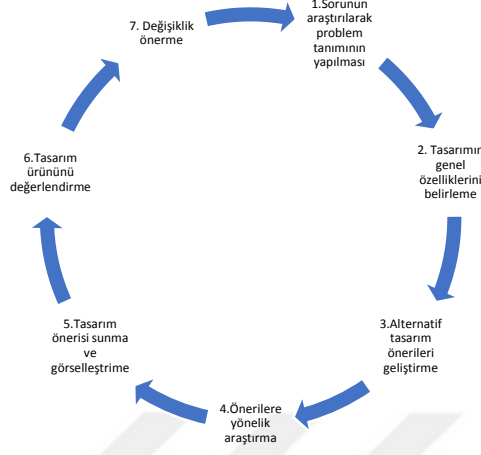 1.Sorunun
araştırılarak
problem
tanımının
yapılması
2. Tasarımır
genel
özelliklerini
belirleme
3.Alternatif
tasarım
önerileri
geliştirme
4.Önerilere
yönelik
araştırma
5.Tasarım
önerisi sunma
ve
görselleştrime
6.Tasarım
ürününü
değerlendirme
7. Değişiklik
önerme